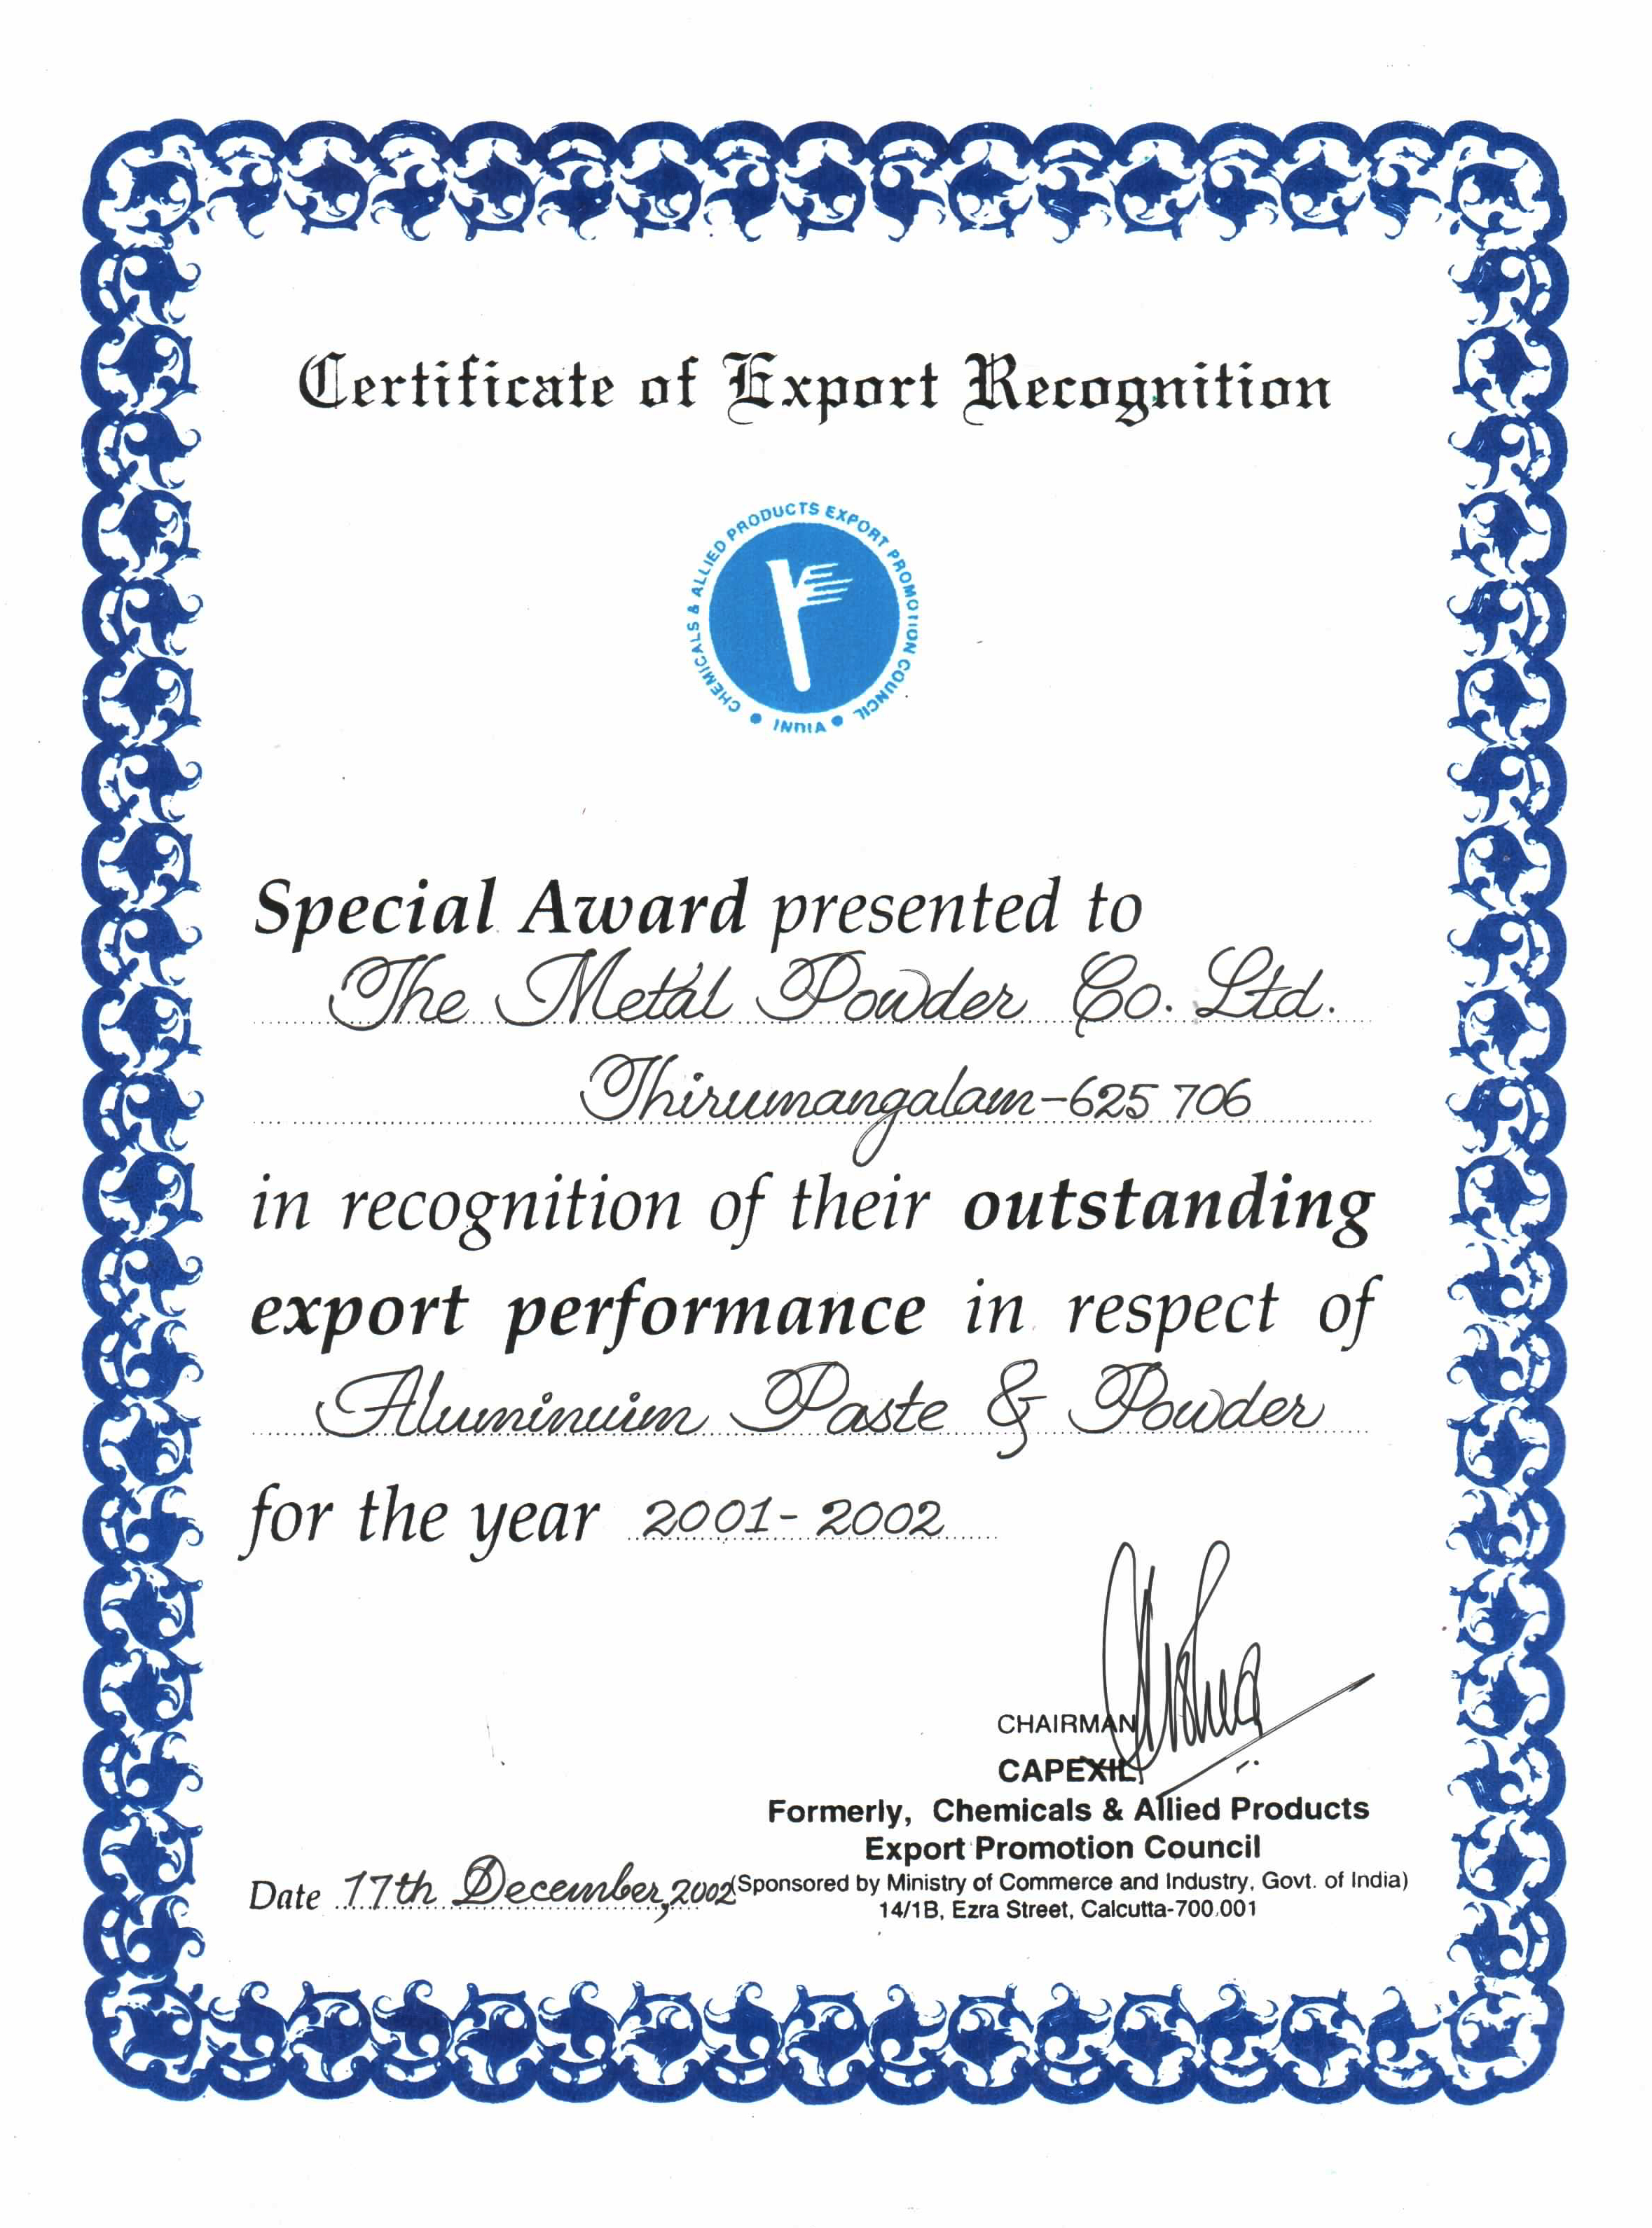 Certificate of Export Recognition
CHEMICALS & ALLIED PRODUCTS EXPORT PROMOTION COUNCIL
INDIA
Special Award presented to
The Metal Powder Co. Ltd.
Thirumangalam-625 706
in recognition of their outstanding
export performance in respect of
Aluminuim Paste & Powder
for the year 2001-2002
CHAIRMAN
CAPEXIL
Formerly, Chemicals & Allied Products
Export Promotion Council
Date 17th December, 2002 (Sponsored by Ministry of Commerce and Industry, Govt. of India)
14/1B, Ezra Street, Calcutta-700 001